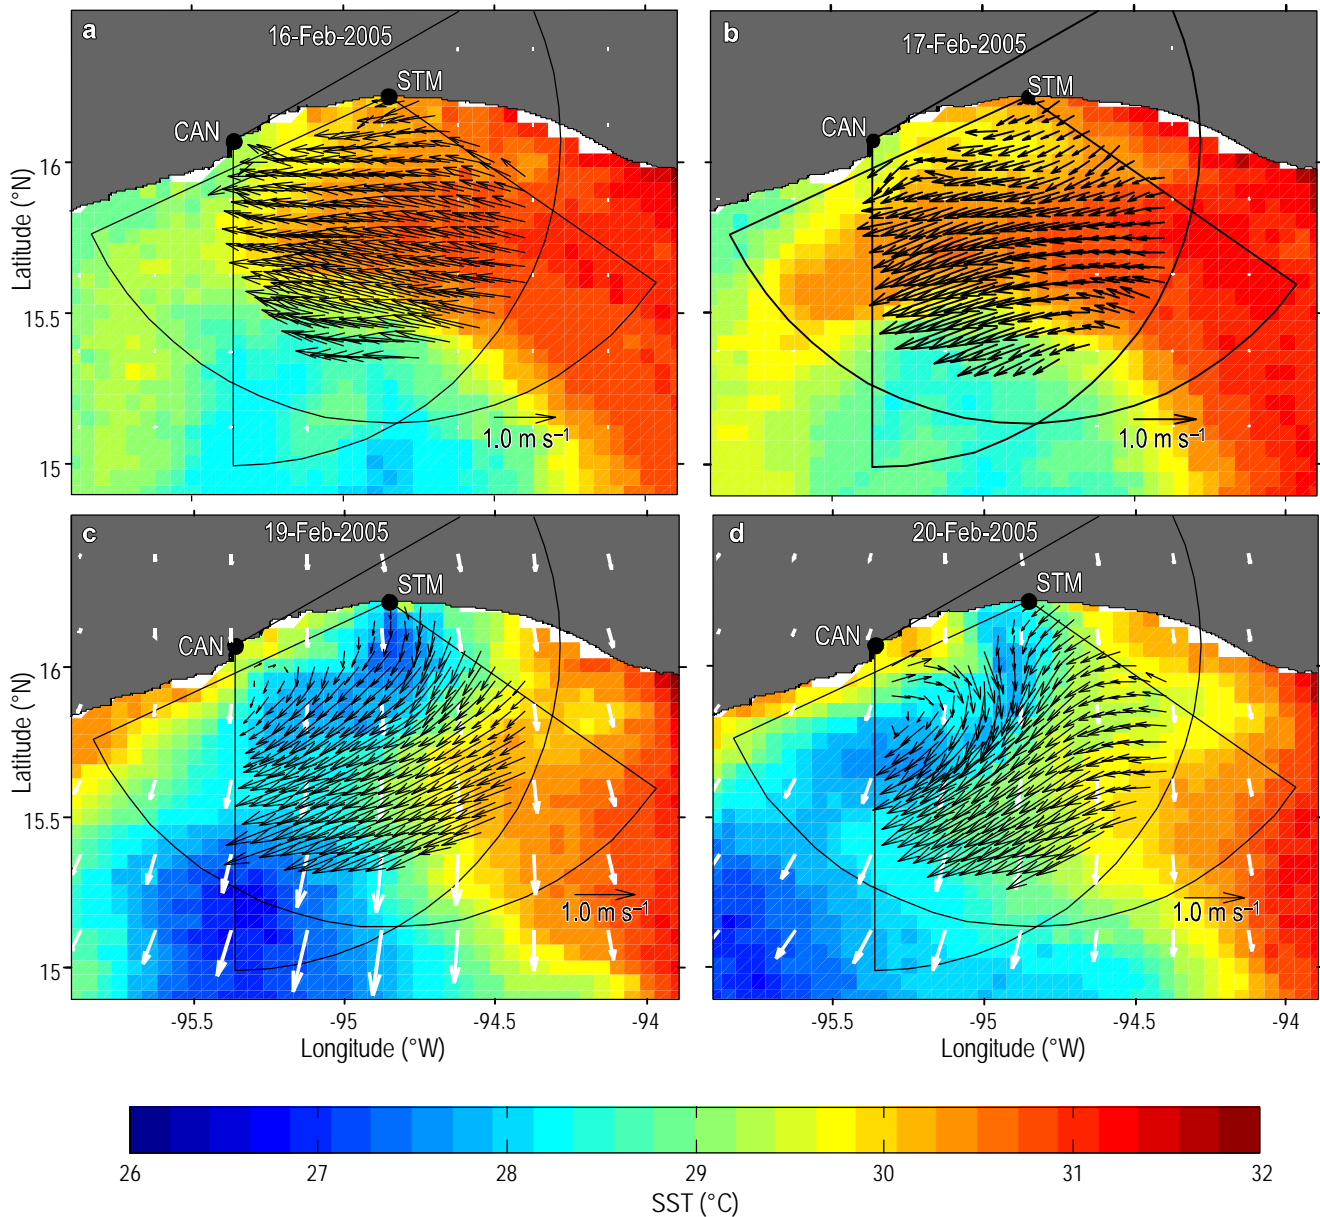 a
16-Feb-2005
STM
CAN
1.0 m s⁻¹
Latitude (°N)
16
15.5
15
b
17-Feb-2005
STM
CAN
1.0 m s⁻¹
c
19-Feb-2005
STM
CAN
1.0 m s⁻¹
Latitude (°N)
16
15.5
15
-95.5 -95 -94.5 -94
Longitude (°W)
d
20-Feb-2005
STM
CAN
1.0 m s⁻¹
-95.5 -95 -94.5 -94
Longitude (°W)
26 27 28 29 30 31 32
SST (°C)